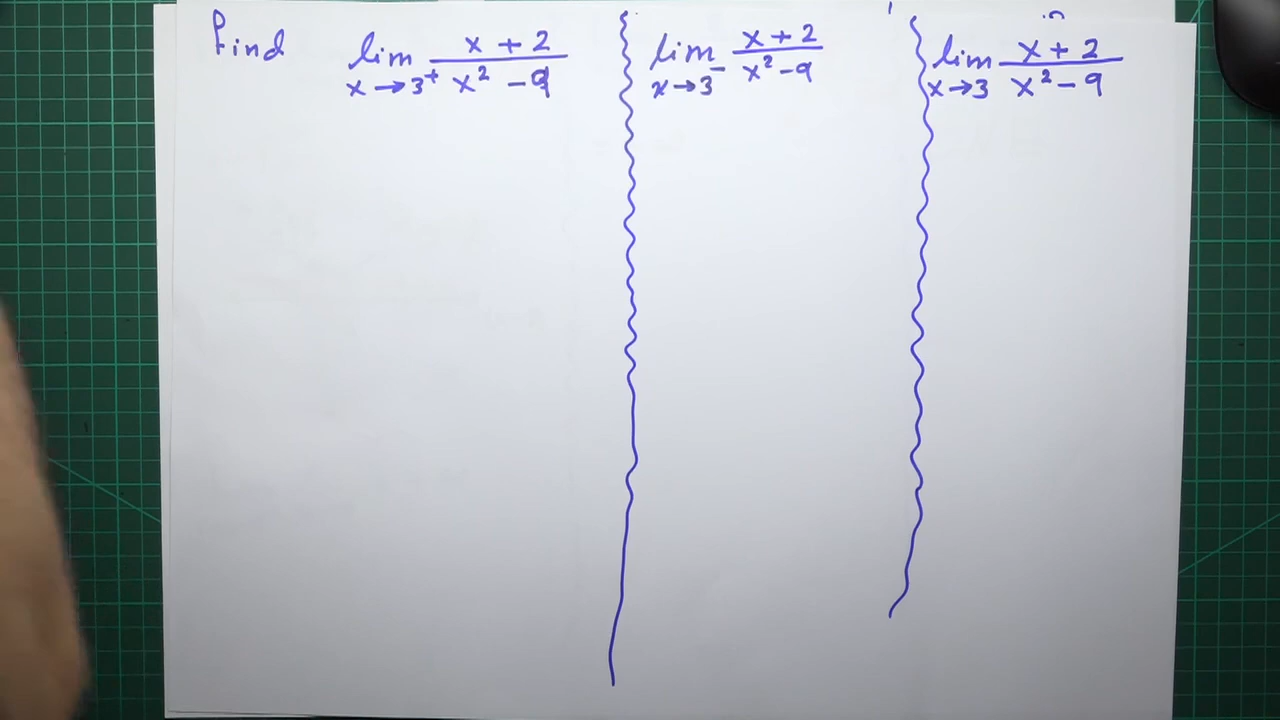 Find lim x→3⁺ (x + 2)/(x² − 9)
lim x→3⁻ (x + 2)/(x² − 9)
lim x→3 (x + 2)/(x² − 9)